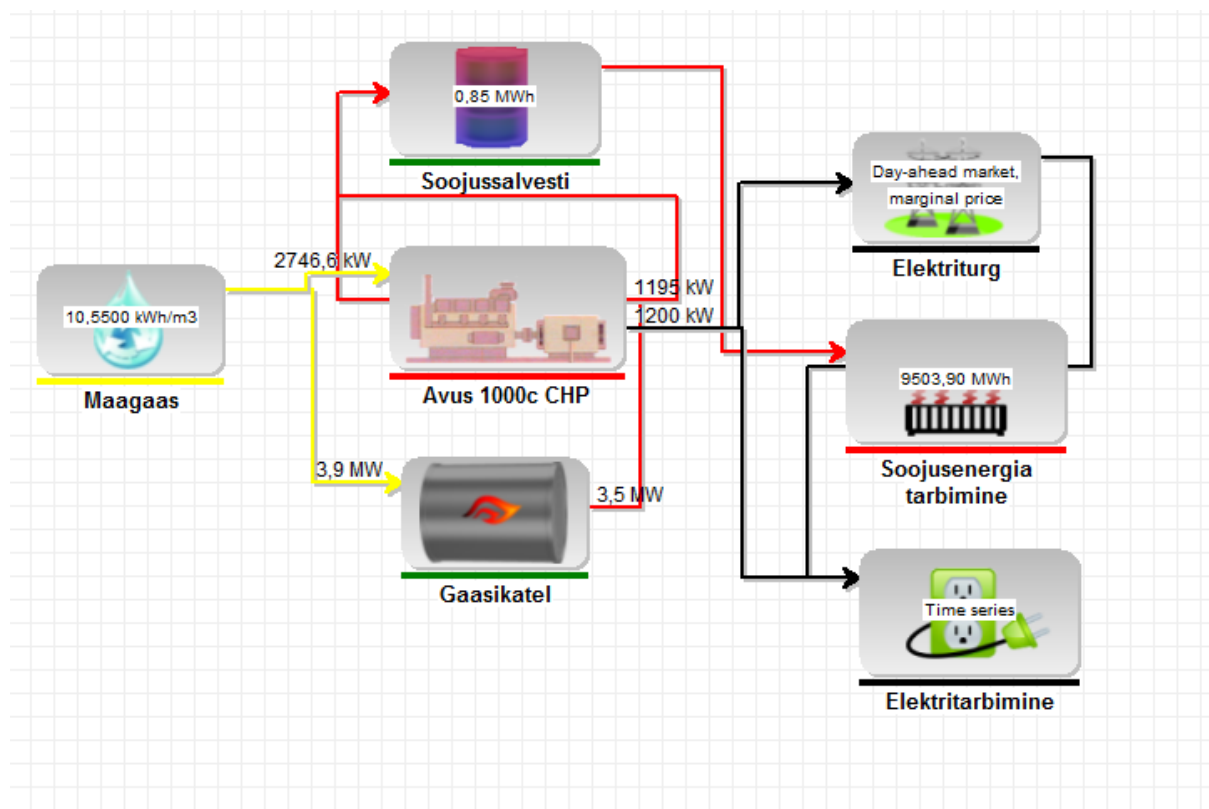 0,85 MWh
Soojussalvesti
Day-ahead market,
marginal price
Elektriturg
2746,6 kW
10,5500 kWh/m3
Maagaas
1195 kW
1200 kW
Avus 1000c CHP
9503,90 MWh
Soojusenergia
tarbimine
3,9 MW
3,5 MW
Gaasikatel
Time series
Elektritarbimine